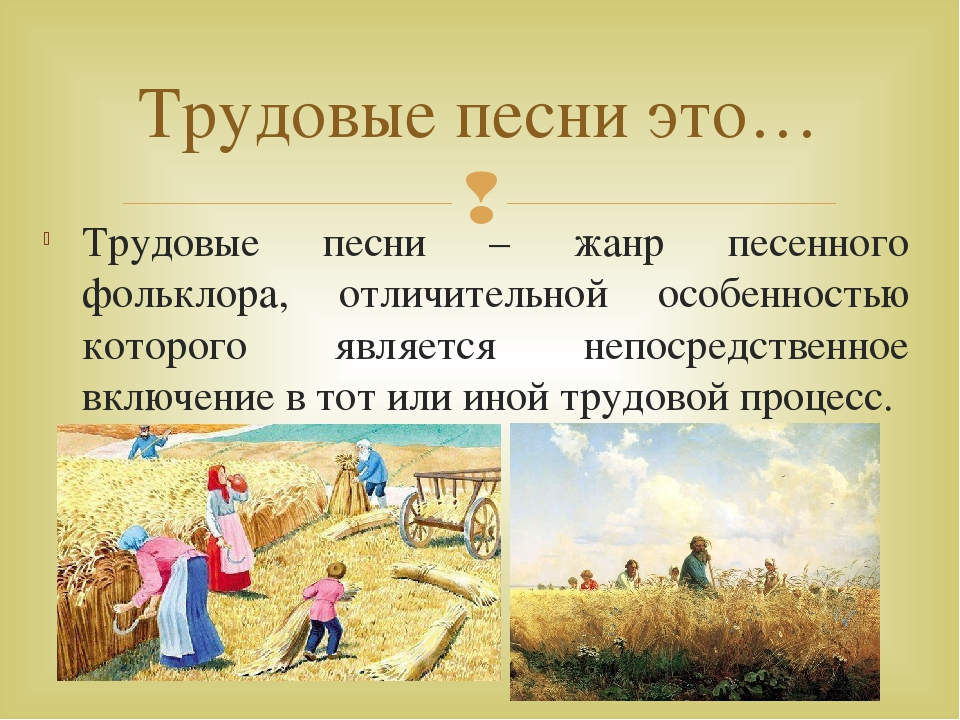 Трудовые песни это…
Трудовые песни – жанр песенного
фольклора, отличительной особенностью
которого является непосредственное
включение в тот или иной трудовой процесс.